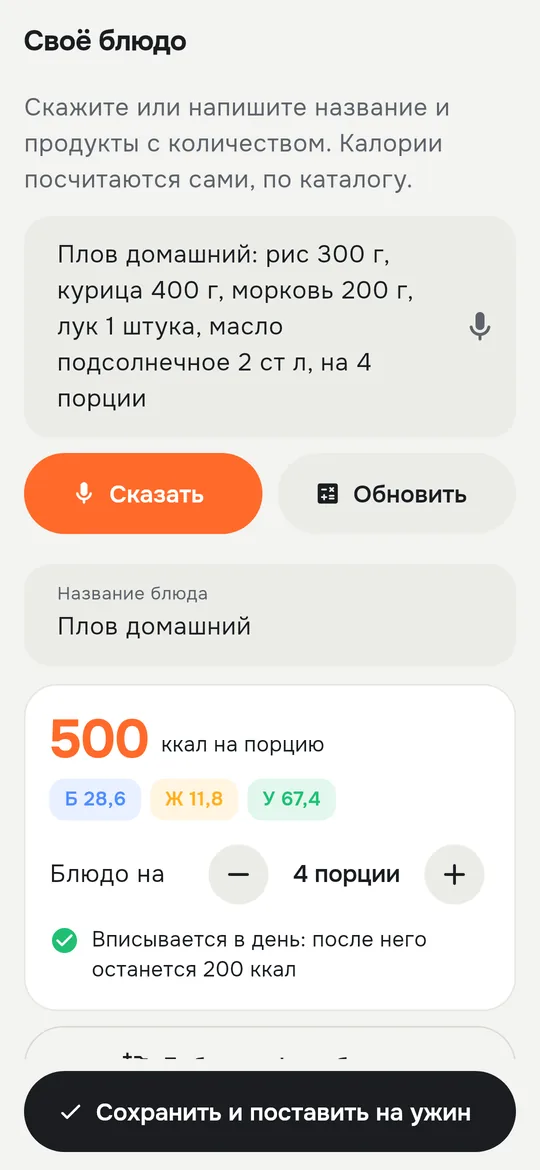 Своё блюдо
Скажите или напишите название и
продукты с количеством. Калории
посчитаются сами, по каталогу.
Плов домашний: рис 300 г,
курица 400 г, морковь 200 г,
лук 1 штука, масло
подсолнечное 2 ст л, на 4
порции
Сказать
Обновить
Название блюда
Плов домашний
500 ккал на порцию
Б 28,6 Ж 11,8 У 67,4
Блюдо на − 4 порции +
Вписывается в день: после него
останется 200 ккал
Сохранить и поставить на ужин